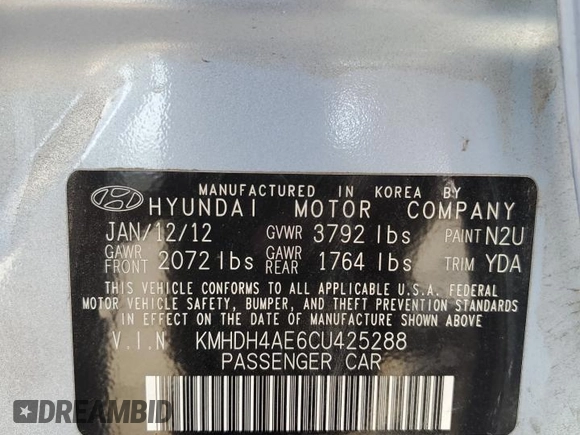 MANUFACTURED IN KOREA BY
HYUNDAI MOTOR COMPANY
JAN/12/12 GVWR 3792 lbs PAINT N2U
GAWR FRONT 2072 lbs GAWR REAR 1764 lbs TRIM YDA
THIS VEHICLE CONFORMS TO ALL APPLICABLE U.S.A. FEDERAL
MOTOR VEHICLE SAFETY, BUMPER, AND THEFT PREVENTION STANDARDS
IN EFFECT ON THE DATE OF MANUFACTURE SHOWN ABOVE.
V.I.N KMHDH4AE6CU425288
PASSENGER CAR
DREAMBID